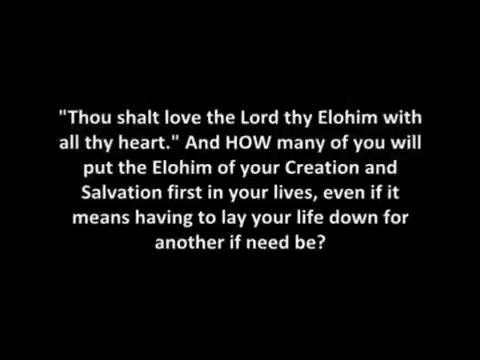 "Thou shalt love the Lord thy Elohim with
all thy heart." And HOW many of you will
put the Elohim of your Creation and
Salvation first in your lives, even if it
means having to lay your life down for
another if need be?